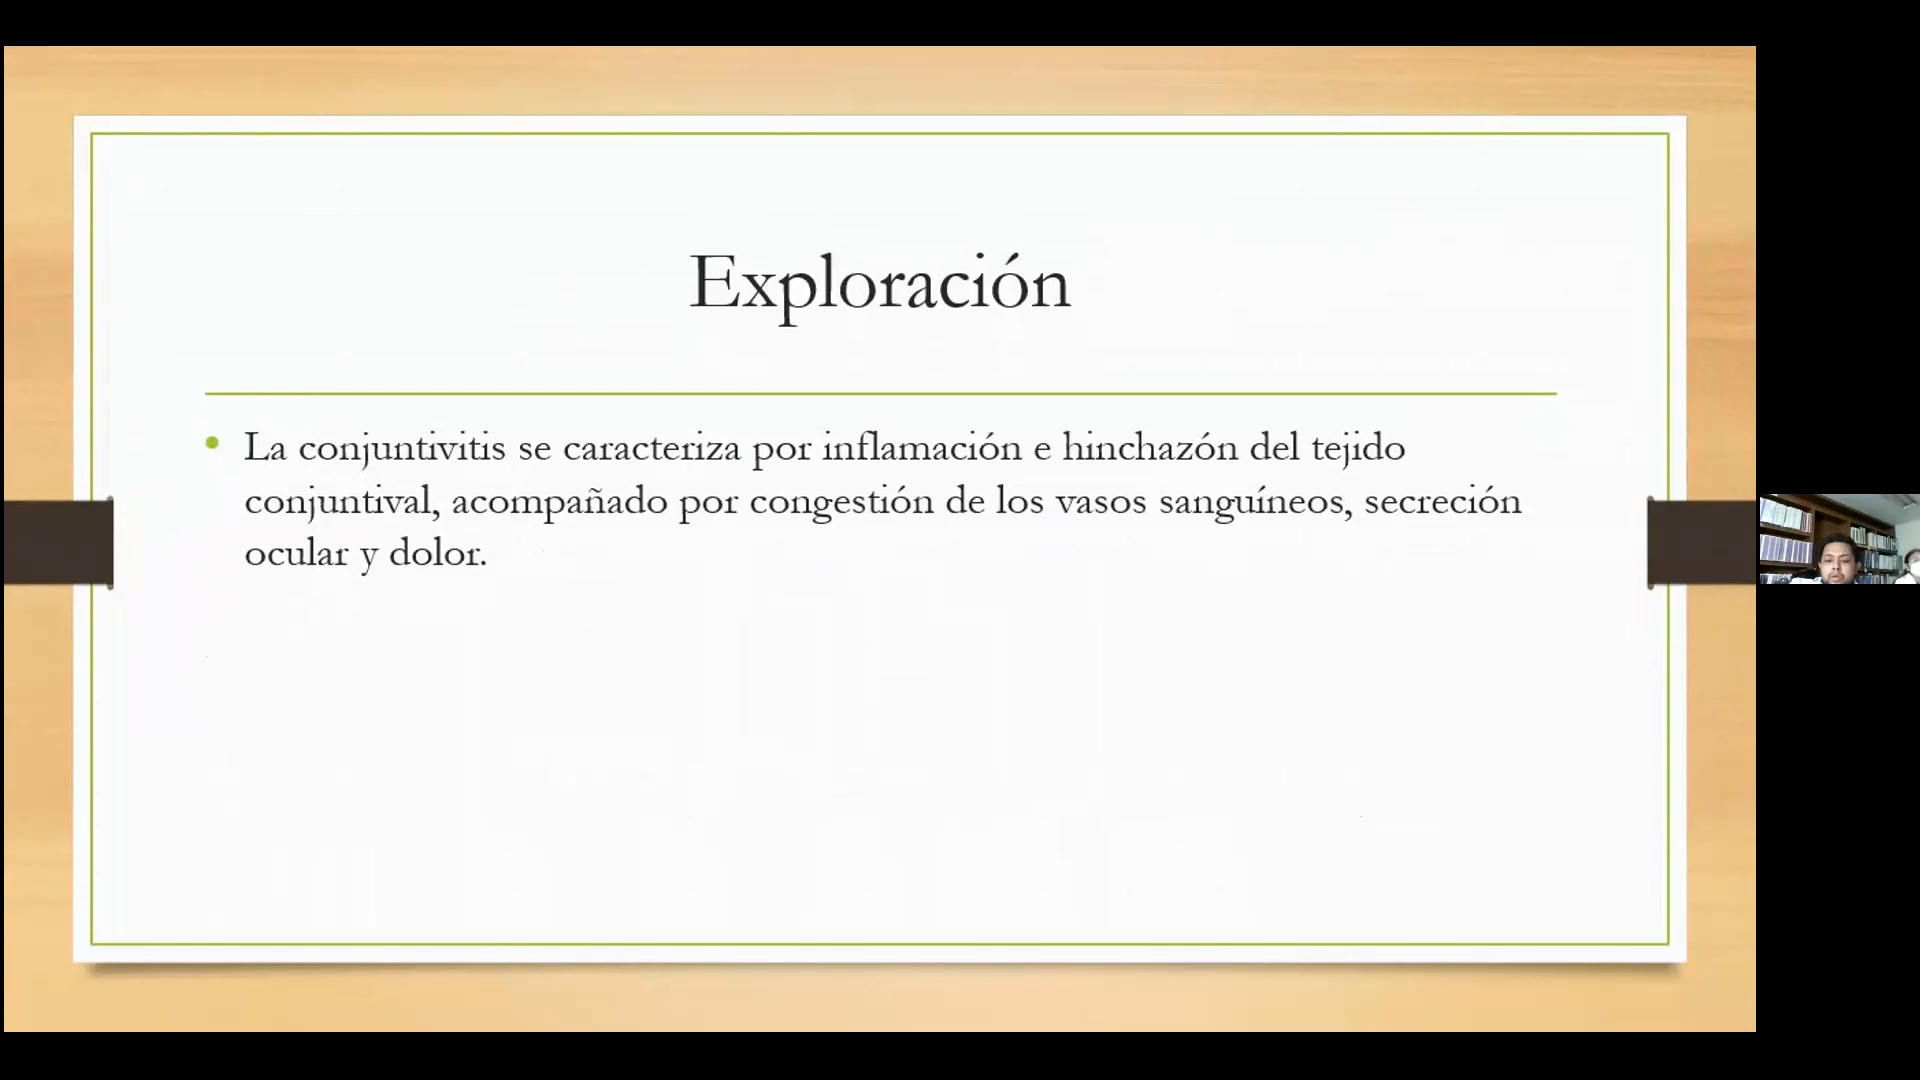 Exploración
• La conjuntivitis se caracteriza por inflamación e hinchazón del tejido
conjuntival, acompañado por congestión de los vasos sanguíneos, secreción
ocular y dolor.